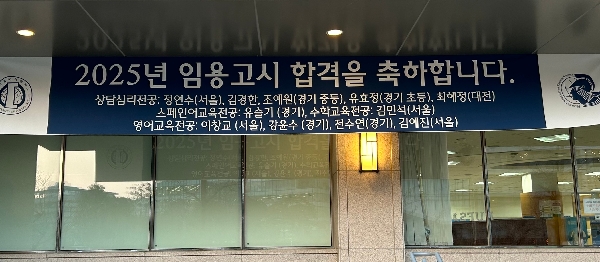 2025년 임용고시 합격을 축하합니다.
상담심리전공: 정연수(서울), 김경한, 조예원(경기 중등), 유효정(경기 초등), 최혜정(대전)
스페인어교육전공: 유슬기 (경기), 수학교육전공: 김민석(서울)
영어교육전공: 이창교 (서울), 강윤수 (경기), 전수연(경기), 김예진(서울)